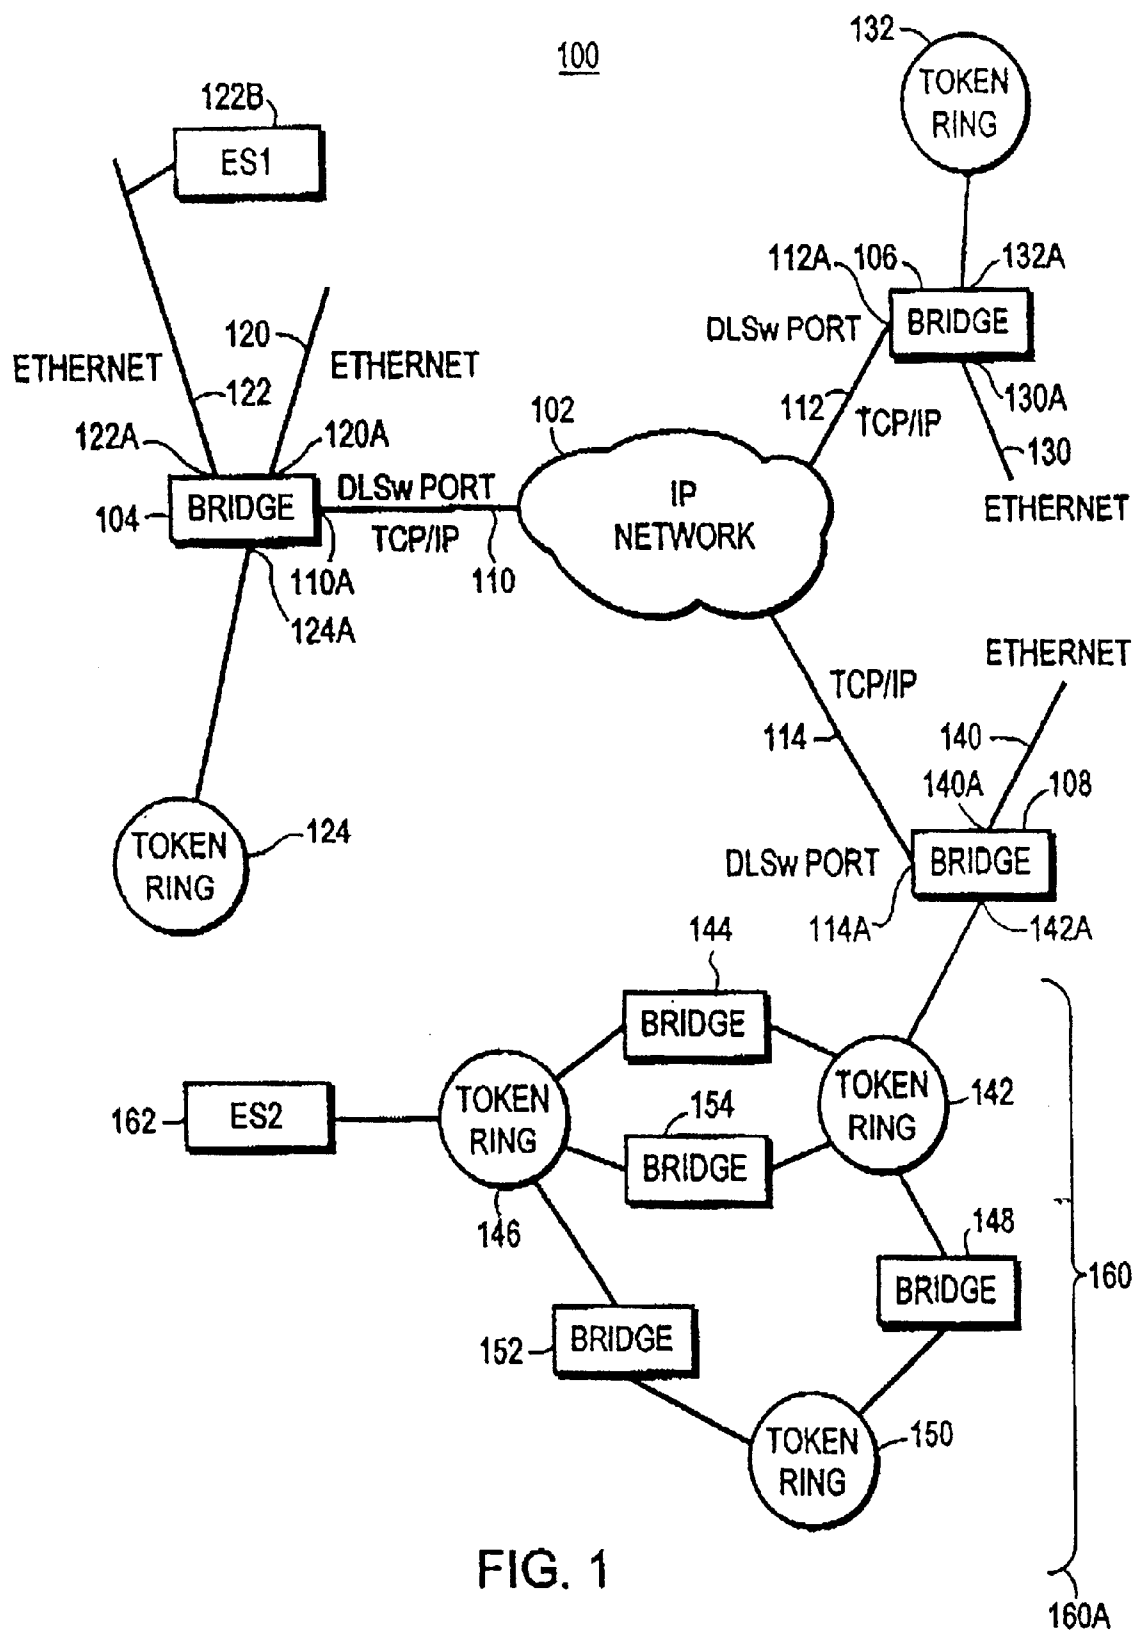 100
132
TOKEN
RING
122B
ES1
112A
106
132A
DLSw PORT
BRIDGE
120
ETHERNET
ETHERNET
122
112
TCP/IP
130A
130
ETHERNET
122A
120A
102
104
BRIDGE
DLSw PORT
TCP/IP
110A
110
124A
IP
NETWORK
ETHERNET
TCP/IP
114
140
140A
108
TOKEN
RING
124
DLSw PORT
BRIDGE
114A
142A
144
BRIDGE
162
ES2
TOKEN
RING
146
154
BRIDGE
TOKEN
RING
142
148
BRIDGE
160
152
BRIDGE
TOKEN
RING
150
FIG. 1
160A